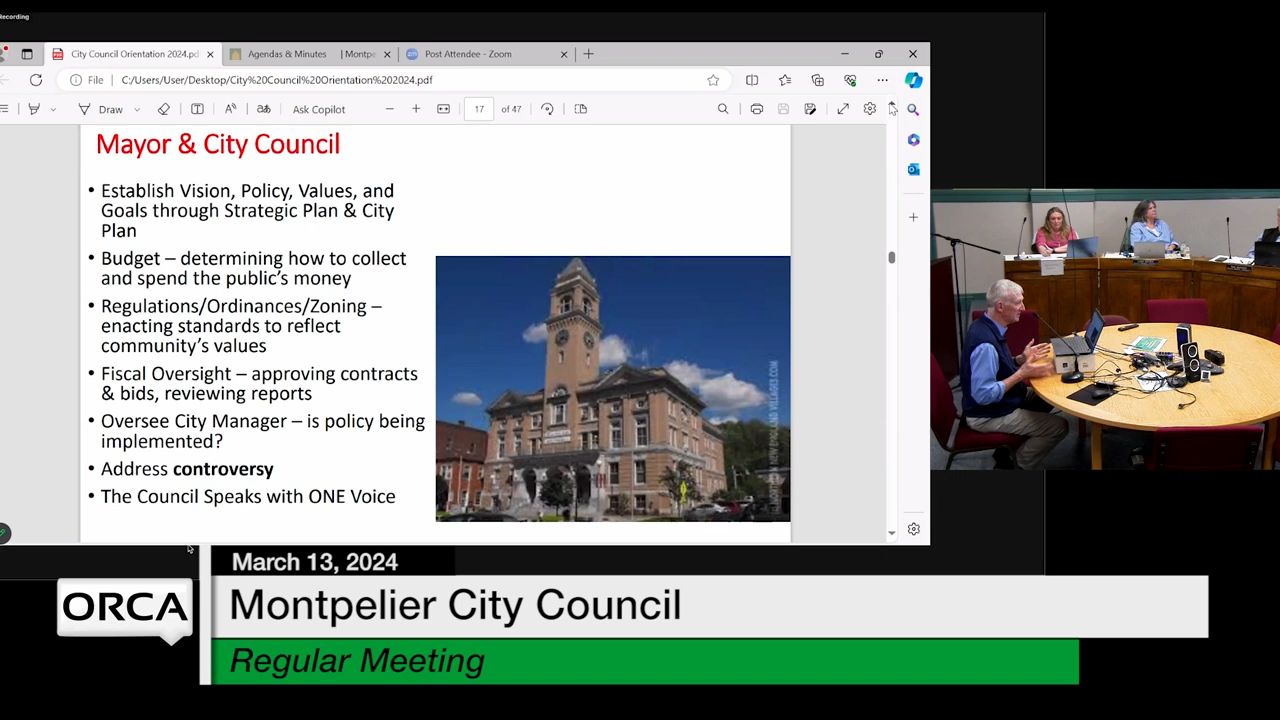 Recording
City Council Orientation 2024.pd
Agendas & Minutes | Montpe
Post Attendee - Zoom
File
C:/Users/User/Desktop/City%20Council%20Orientation%202024.pdf
Draw
Ask Copilot
17
of 47
Mayor & City Council
• Establish Vision, Policy, Values, and
Goals through Strategic Plan & City
Plan
• Budget – determining how to collect
and spend the public's money
• Regulations/Ordinances/Zoning –
enacting standards to reflect
community's values
• Fiscal Oversight – approving contracts
& bids, reviewing reports
• Oversee City Manager – is policy being
implemented?
• Address controversy
• The Council Speaks with ONE Voice
March 13, 2024
ORCA
Montpelier City Council
Regular Meeting